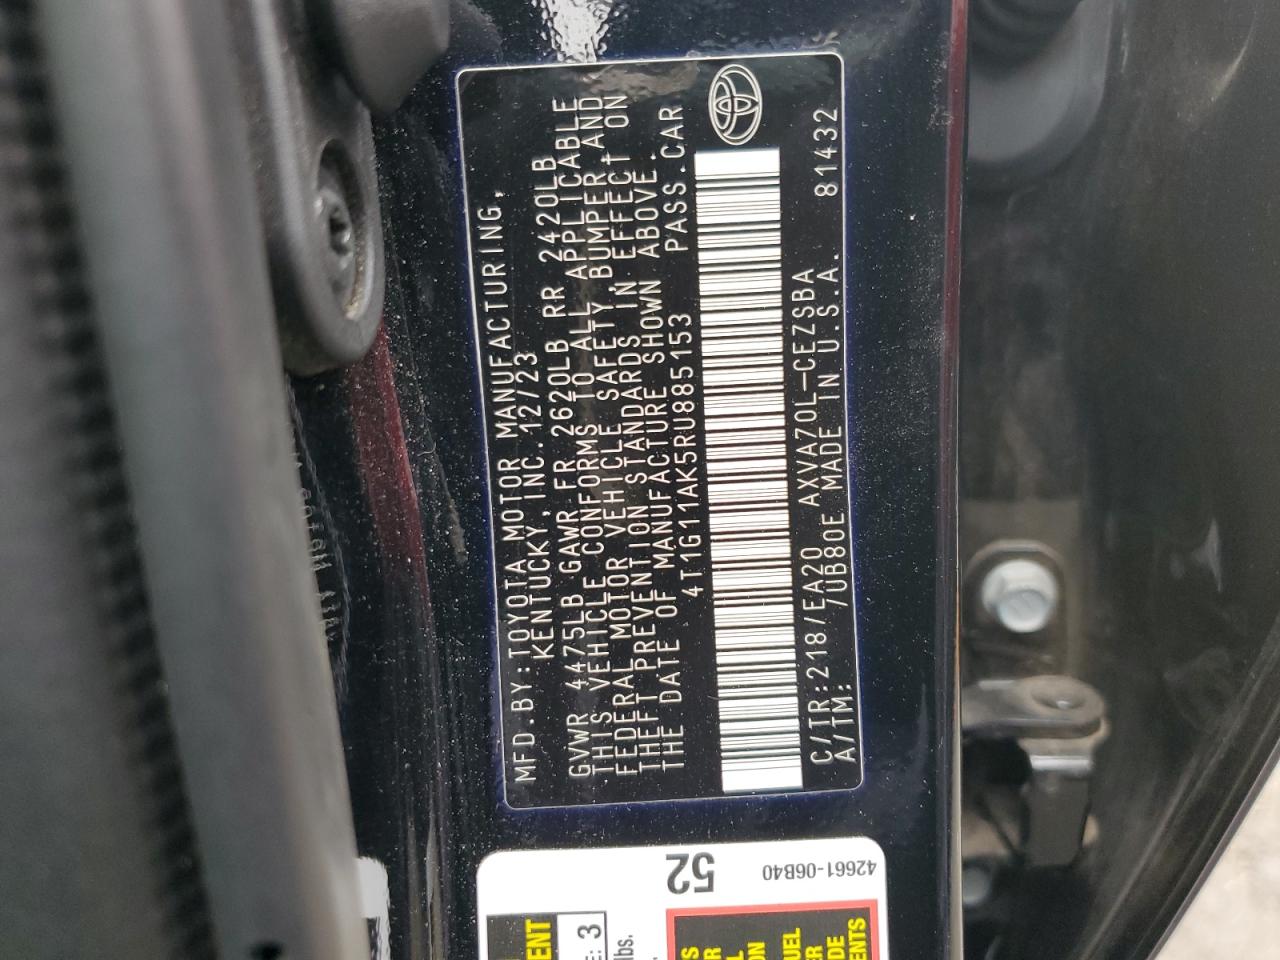 MFD.BY:TOYOTA MOTOR MANUFACTURING,
KENTUCKY,INC.12/23
GVWR 4475LB GAWR FR 2620LB RR 2420LB
THIS VEHICLE CONFORMS TO ALL APPLICABLE
FEDERAL MOTOR VEHICLE SAFETY,BUMPER,AND
THEFT PREVENTION STANDARDS IN EFFECT ON
THE DATE OF MANUFACTURE SHOWN ABOVE.
4T1G11AK5RU885153 PASS.CAR
C/TR:218/EA20 AXVA70L-CEZSBA 81432
A/TM: /UB80E MADE IN U.S.A.
52
42661-06B40
3
lbs.